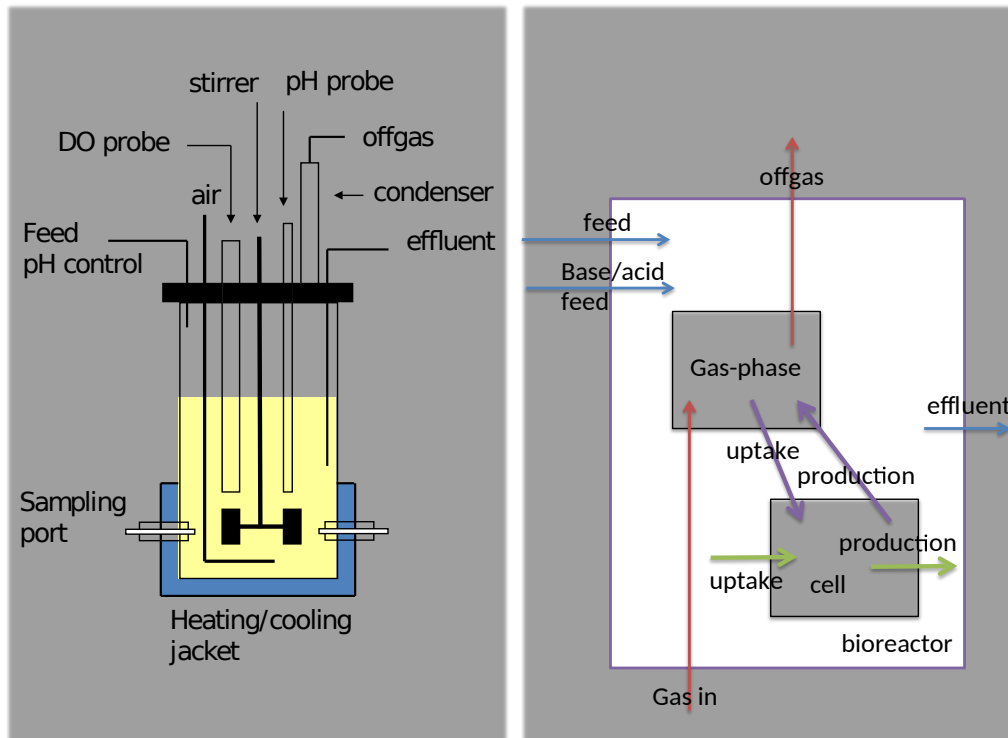 stirrer
pH probe
DO probe
offgas
air
condenser
Feed
pH control
effluent
Sampling
port
Heating/cooling
jacket
offgas
feed
Base/acid
feed
Gas-phase
effluent
uptake
production
production
uptake
cell
bioreactor
Gas in